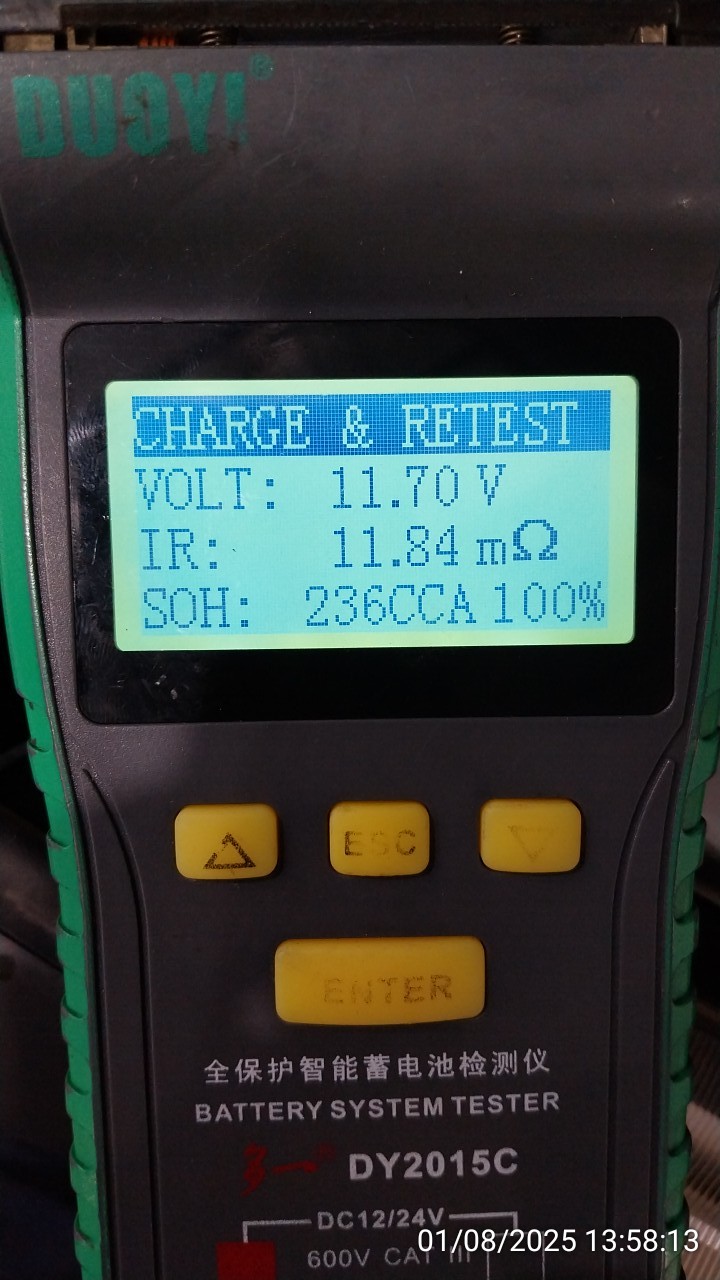 DUOYI®
CHARGE & RETEST
VOLT: 11.70 V
IR: 11.84 mΩ
SOH: 236CCA 100%
ESC
ENTER
全保护智能蓄电池检测仪
BATTERY SYSTEM TESTER
多一® DY2015C
DC12/24V
600V CAT III
01/08/2025 13:58:13